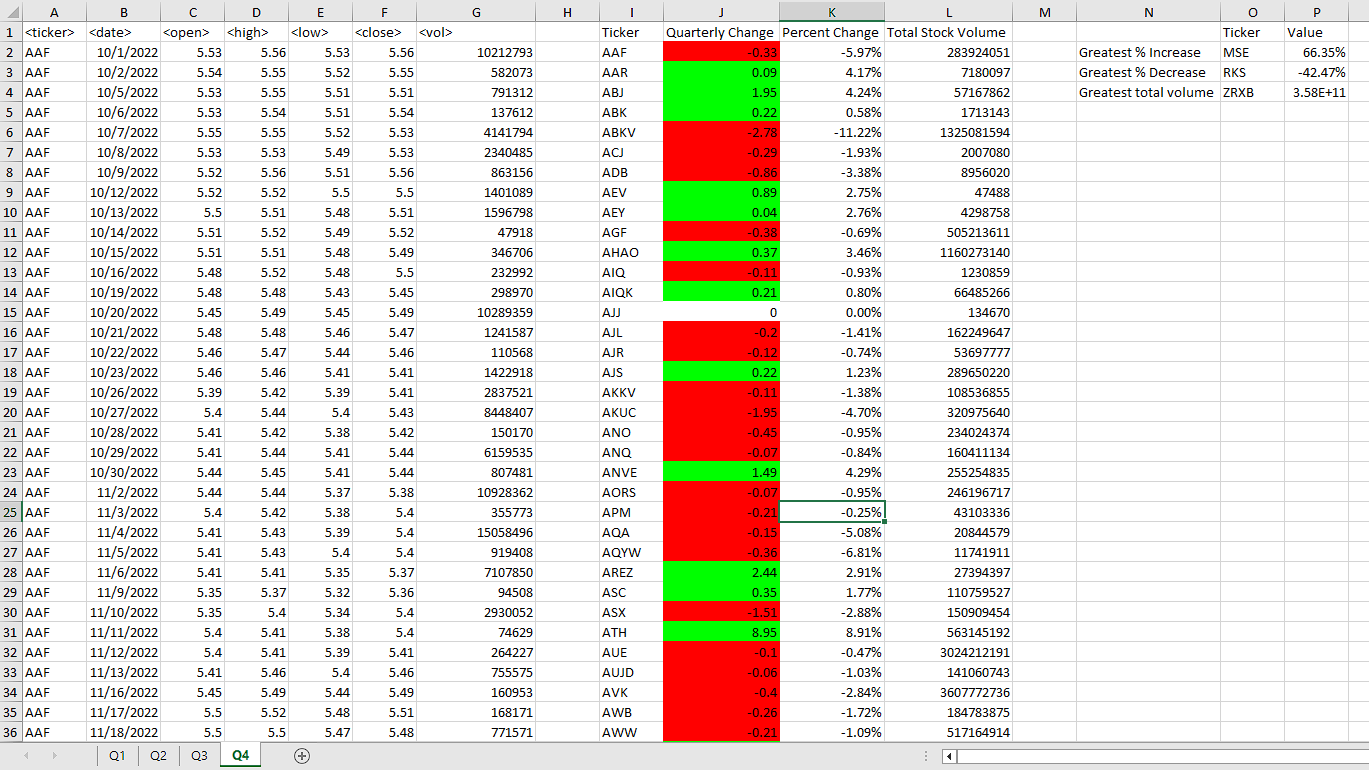 A B C D E F G H I J K L M N O P
1 <ticker> <date> <open> <high> <low> <close> <vol> Ticker Quarterly Change Percent Change Total Stock Volume Ticker Value
2 AAF 10/1/2022 5.53 5.56 5.53 5.56 10212793 AAF -0.33 -5.97% 283924051 Greatest % Increase MSE 66.35%
3 AAF 10/2/2022 5.54 5.55 5.52 5.55 582073 AAR 0.09 4.17% 7180097 Greatest % Decrease RKS -42.47%
4 AAF 10/5/2022 5.53 5.55 5.51 5.51 791312 ABJ 1.95 4.24% 57167862 Greatest total volume ZRXB 3.58E+11
5 AAF 10/6/2022 5.53 5.54 5.51 5.54 137612 ABK 0.22 0.58% 1713143
6 AAF 10/7/2022 5.55 5.55 5.52 5.53 4141794 ABKV -2.78 -11.22% 1325081594
7 AAF 10/8/2022 5.53 5.53 5.49 5.53 2340485 ACJ -0.29 -1.93% 2007080
8 AAF 10/9/2022 5.52 5.56 5.51 5.56 863156 ADB -0.86 -3.38% 8956020
9 AAF 10/12/2022 5.52 5.52 5.5 5.5 1401089 AEV 0.89 2.75% 47488
10 AAF 10/13/2022 5.5 5.51 5.48 5.51 1596798 AEY 0.04 2.76% 4298758
11 AAF 10/14/2022 5.51 5.52 5.49 5.52 47918 AGF -0.38 -0.69% 505213611
12 AAF 10/15/2022 5.51 5.51 5.48 5.49 346706 AHAO 0.37 3.46% 1160273140
13 AAF 10/16/2022 5.48 5.52 5.48 5.5 232992 AIQ -0.11 -0.93% 1230859
14 AAF 10/19/2022 5.48 5.48 5.43 5.45 298970 AIQK 0.21 0.80% 66485266
15 AAF 10/20/2022 5.45 5.49 5.45 5.49 10289359 AJJ 0 0.00% 134670
16 AAF 10/21/2022 5.48 5.48 5.46 5.47 1241587 AJL -0.2 -1.41% 162249647
17 AAF 10/22/2022 5.46 5.47 5.44 5.46 110568 AJR -0.12 -0.74% 53697777
18 AAF 10/23/2022 5.46 5.46 5.41 5.41 1422918 AJS 0.22 1.23% 289650220
19 AAF 10/26/2022 5.39 5.42 5.39 5.41 2837521 AKKV -0.11 -1.38% 108536855
20 AAF 10/27/2022 5.4 5.44 5.4 5.43 8448407 AKUC -1.95 -4.70% 320975640
21 AAF 10/28/2022 5.41 5.42 5.38 5.42 150170 ANO -0.45 -0.95% 234024374
22 AAF 10/29/2022 5.41 5.44 5.41 5.44 6159535 ANQ -0.07 -0.84% 160411134
23 AAF 10/30/2022 5.44 5.45 5.41 5.44 807481 ANVE 1.49 4.29% 255254835
24 AAF 11/2/2022 5.44 5.44 5.37 5.38 10928362 AORS -0.07 -0.95% 246196717
25 AAF 11/3/2022 5.4 5.42 5.38 5.4 355773 APM -0.21 -0.25% 43103336
26 AAF 11/4/2022 5.41 5.43 5.39 5.4 15058496 AQA -0.15 -5.08% 20844579
27 AAF 11/5/2022 5.41 5.43 5.4 5.4 919408 AQYW -0.36 -6.81% 11741911
28 AAF 11/6/2022 5.41 5.41 5.35 5.37 7107850 AREZ 2.44 2.91% 27394397
29 AAF 11/9/2022 5.35 5.37 5.32 5.36 94508 ASC 0.35 1.77% 110759527
30 AAF 11/10/2022 5.35 5.4 5.34 5.4 2930052 ASX -1.51 -2.88% 150909454
31 AAF 11/11/2022 5.4 5.41 5.38 5.4 74629 ATH 8.95 8.91% 563145192
32 AAF 11/12/2022 5.4 5.41 5.39 5.41 264227 AUE -0.1 -0.47% 3024212191
33 AAF 11/13/2022 5.41 5.46 5.4 5.46 755575 AUJD -0.06 -1.03% 141060743
34 AAF 11/16/2022 5.45 5.49 5.44 5.49 160953 AVK -0.4 -2.84% 3607772736
35 AAF 11/17/2022 5.5 5.52 5.48 5.51 168171 AWB -0.26 -1.72% 184783875
36 AAF 11/18/2022 5.5 5.5 5.47 5.48 771571 AWW -0.21 -1.09% 517164914
Q1 Q2 Q3 Q4